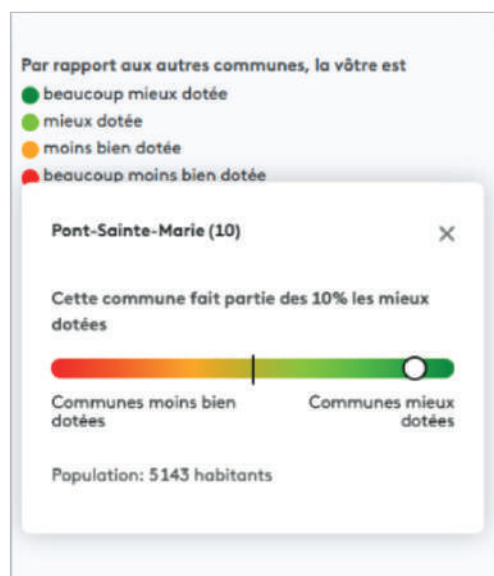 Par rapport aux autres communes, la vôtre est
beaucoup mieux dotée
mieux dotée
moins bien dotée
beaucoup moins bien dotée
Pont-Sainte-Marie (10)
Cette commune fait partie des 10% les mieux
dotées
Communes moins bien
dotées
Communes mieux
dotées
Population: 5143 habitants